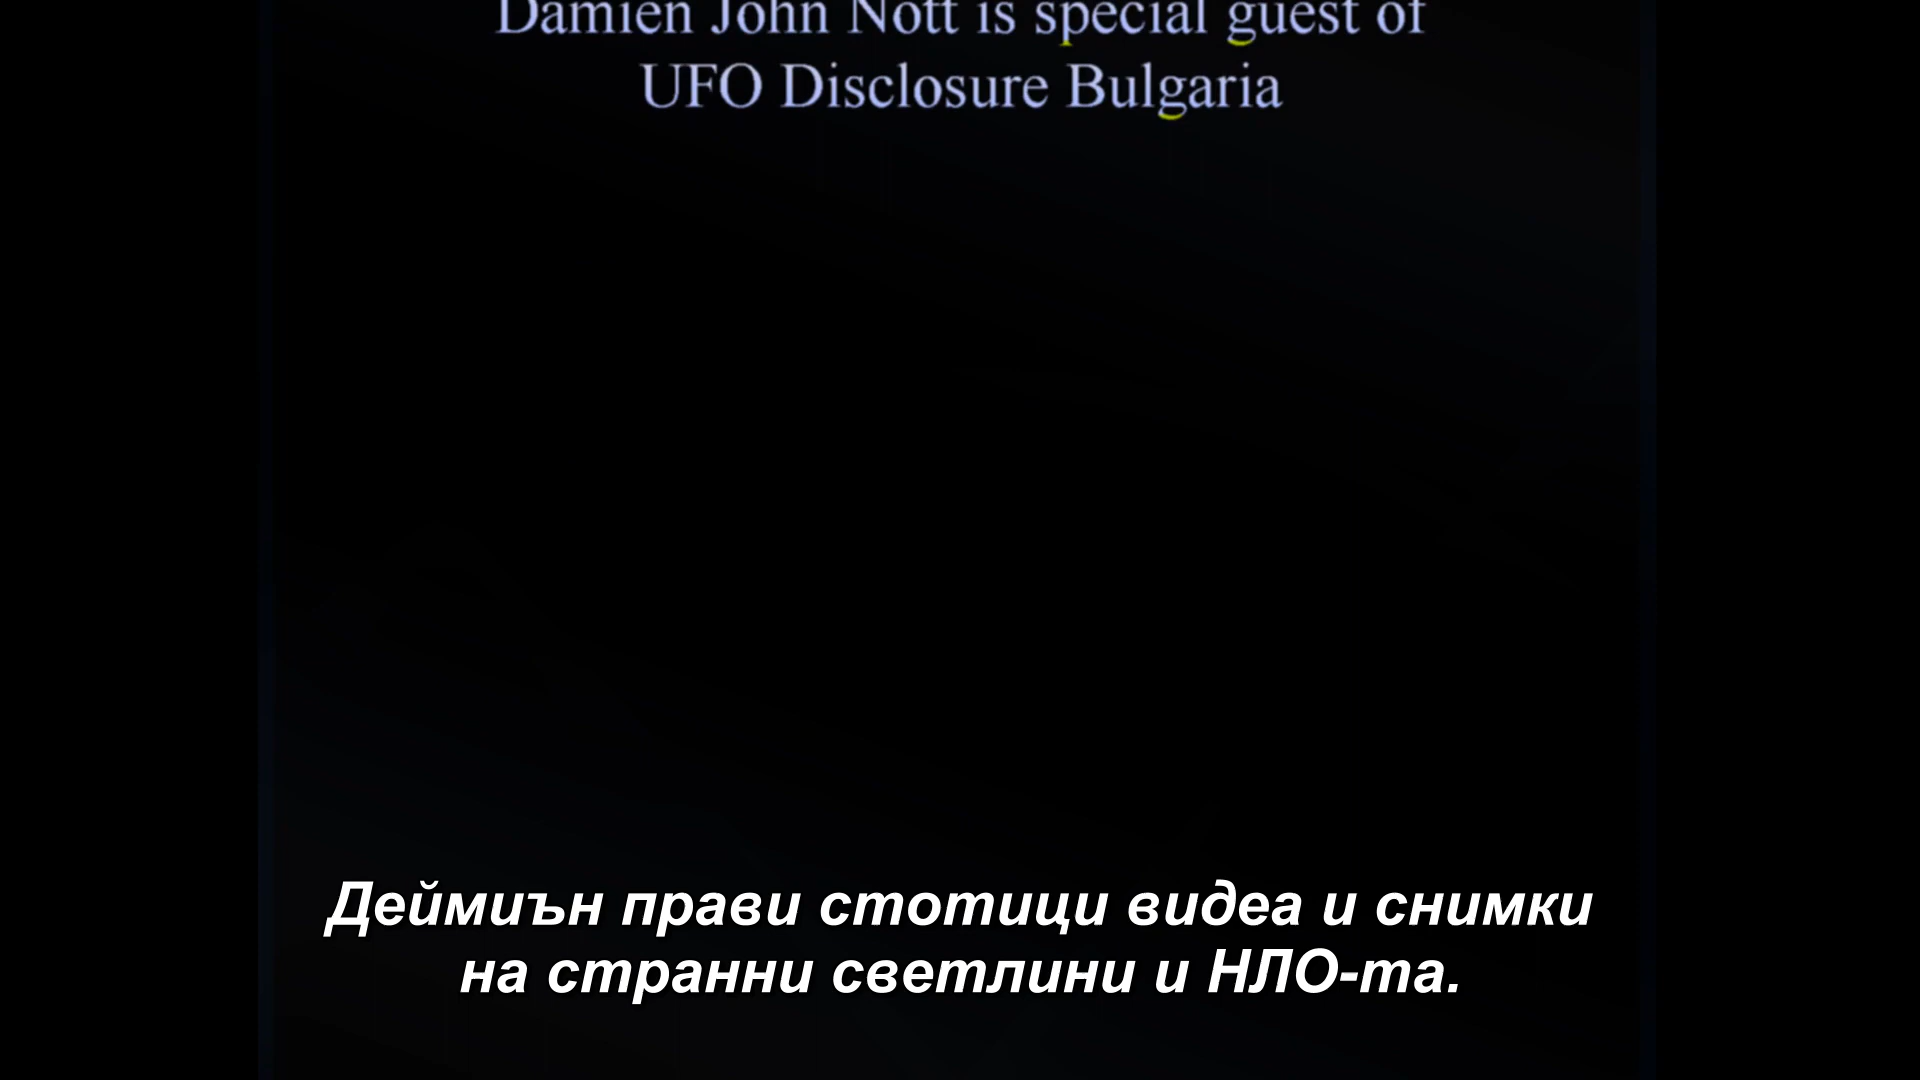 Damien John Nott is special guest of
UFO Disclosure Bulgaria
Деймиън прави стотици видеа и снимки
на странни светлини и НЛО-та.